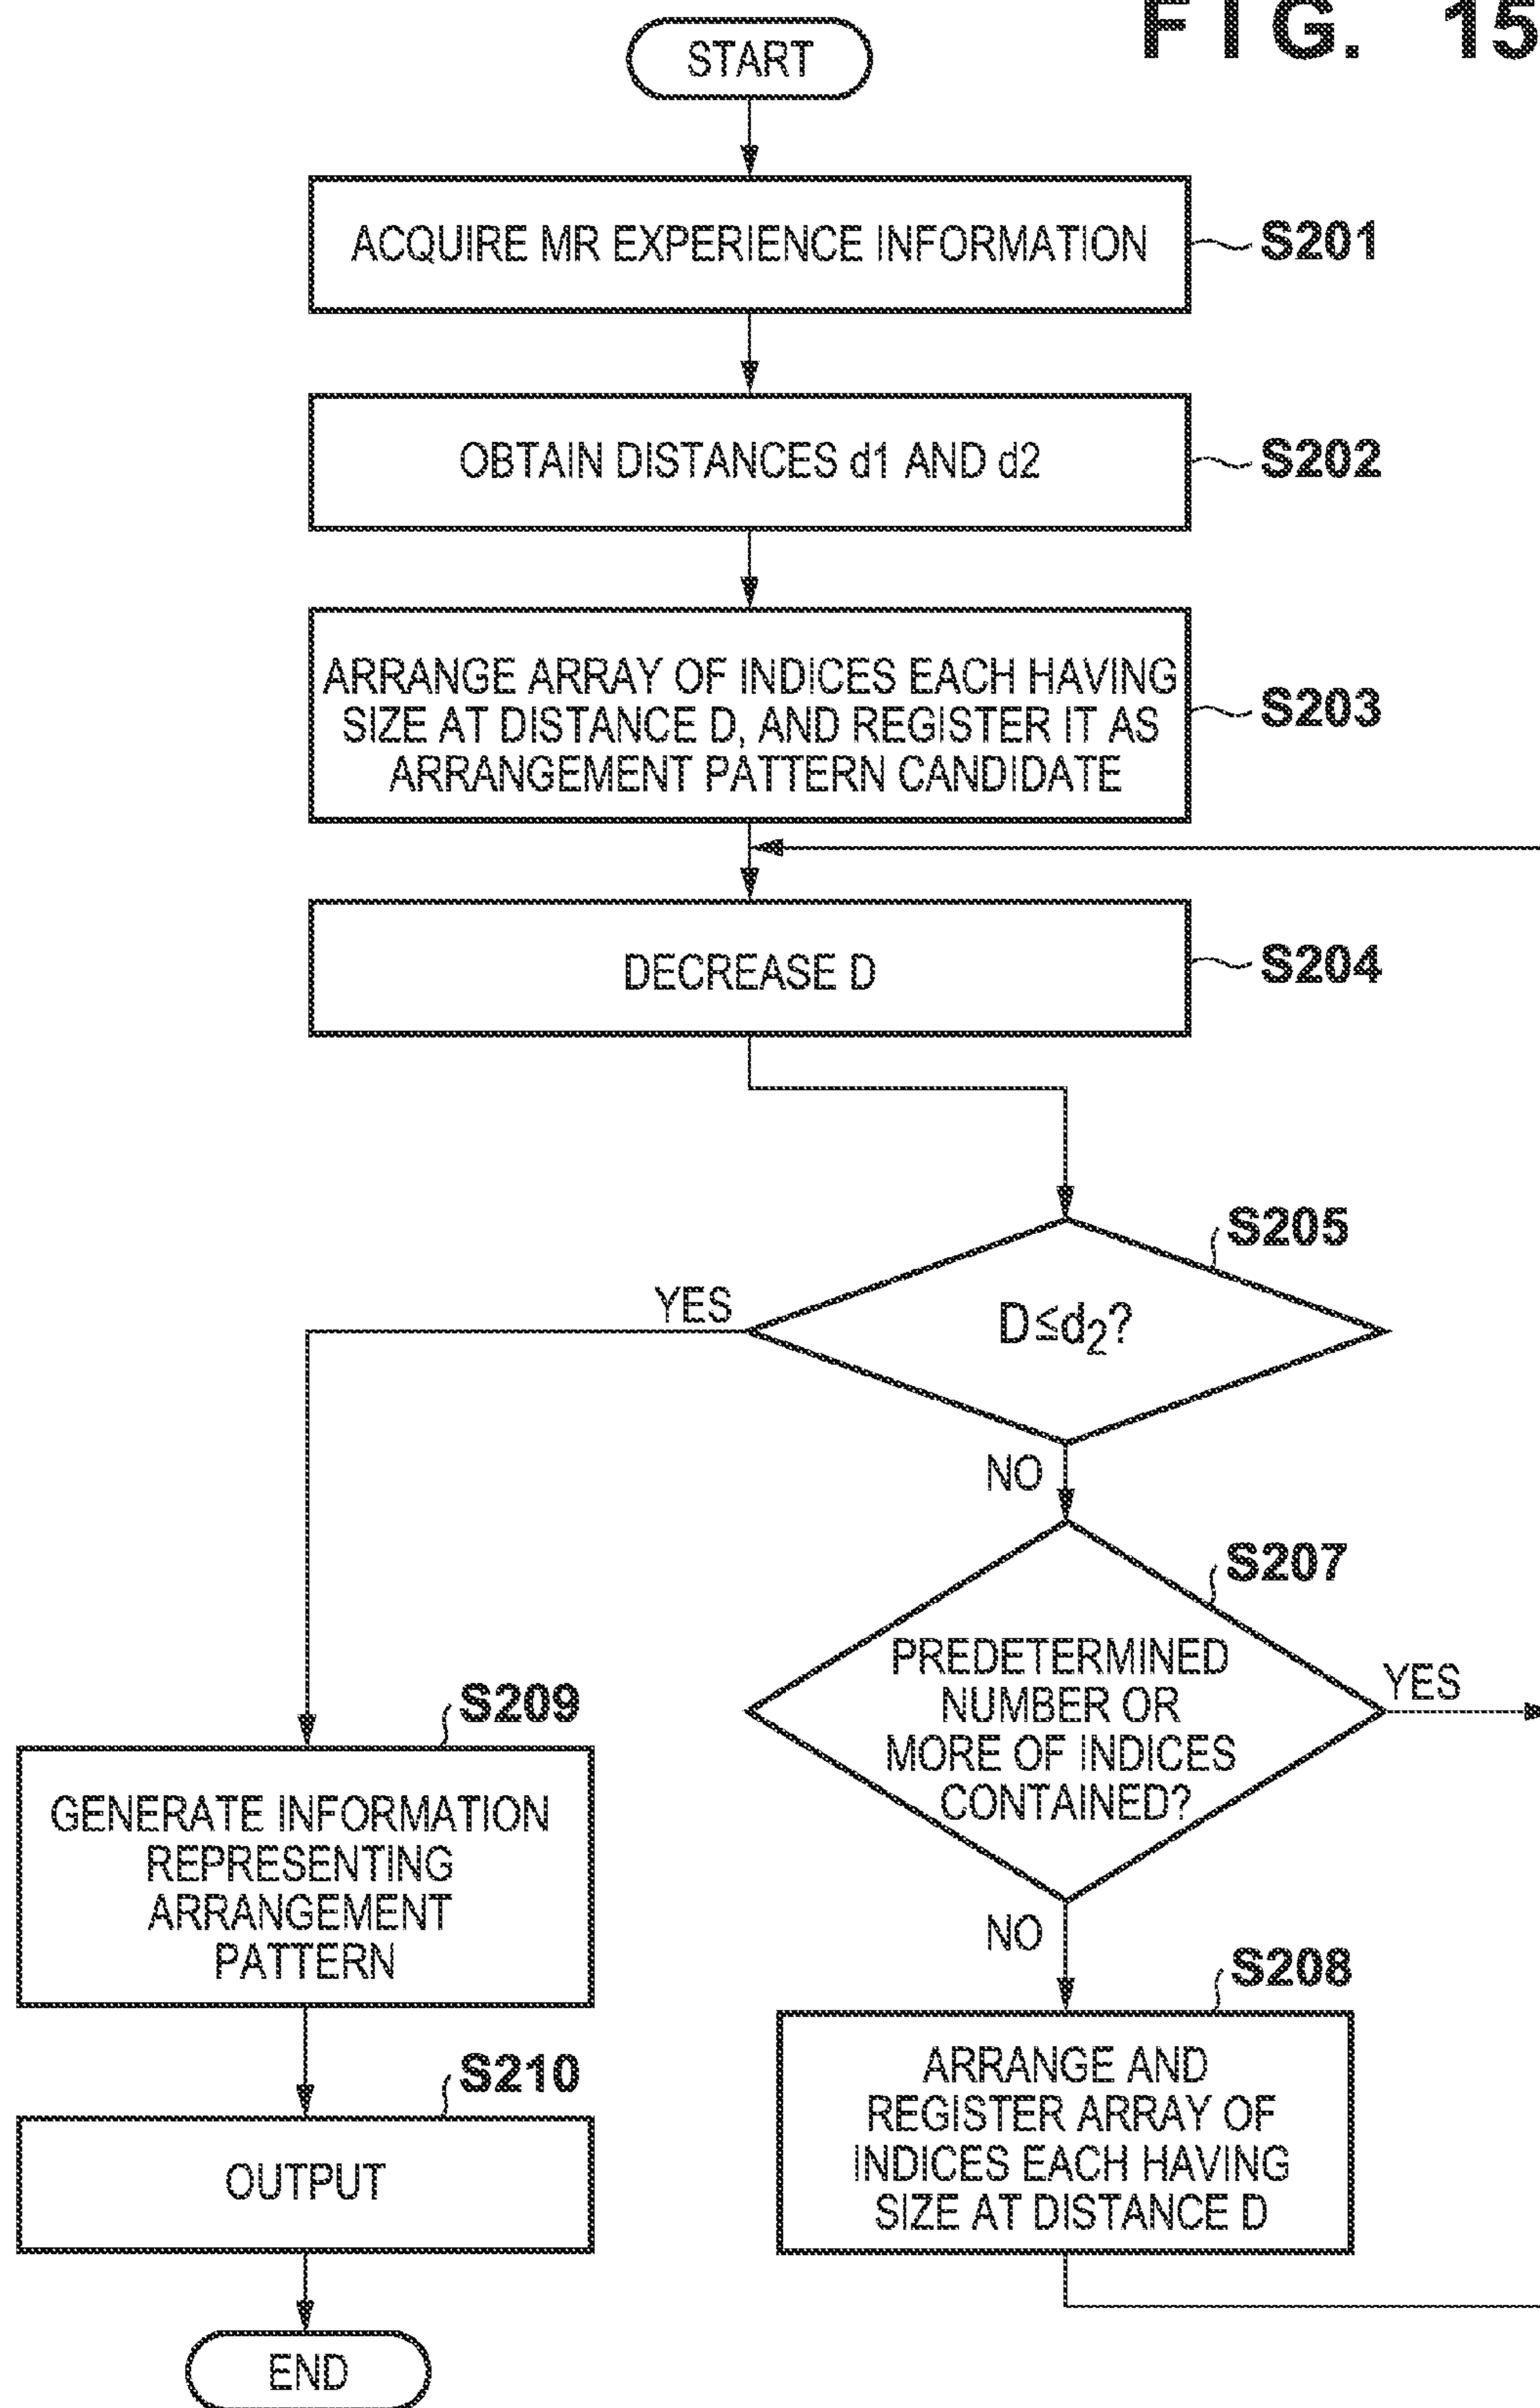 FIG. 15
START
ACQUIRE MR EXPERIENCE INFORMATION
S201
OBTAIN DISTANCES d1 AND d2
S202
ARRANGE ARRAY OF INDICES EACH HAVING
SIZE AT DISTANCE D, AND REGISTER IT AS
ARRANGEMENT PATTERN CANDIDATE
S203
DECREASE D
S204
S205
YES
D≤d2?
NO
S207
PREDETERMINED
NUMBER OR
MORE OF INDICES
CONTAINED?
YES
NO
S209
GENERATE INFORMATION
REPRESENTING
ARRANGEMENT
PATTERN
S208
ARRANGE AND
REGISTER ARRAY OF
INDICES EACH HAVING
SIZE AT DISTANCE D
S210
OUTPUT
END